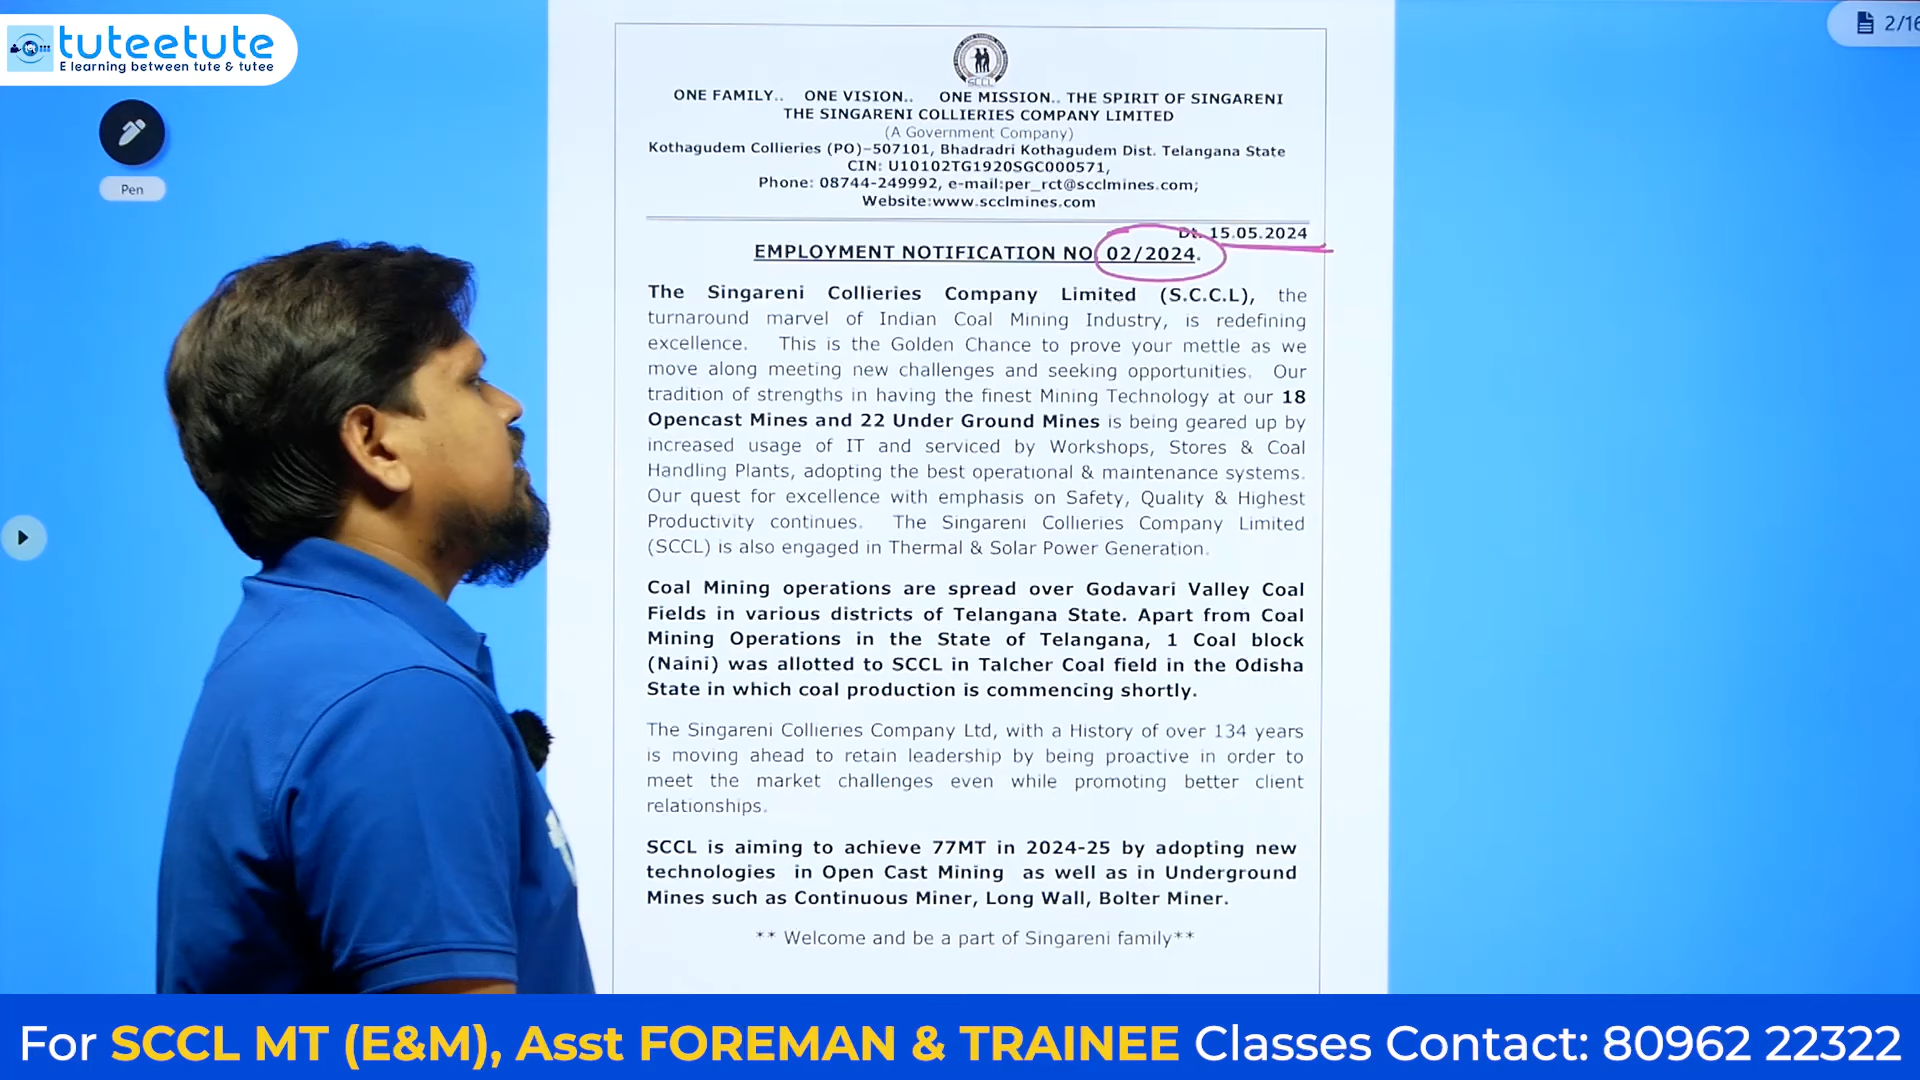 tuteetute
E learning between tute & tutee
2/16
Pen
SCCL
ONE FAMILY.. ONE VISION.. ONE MISSION.. THE SPIRIT OF SINGARENI
THE SINGARENI COLLIERIES COMPANY LIMITED
(A Government Company)
Kothagudem Collieries (PO)–507101, Bhadradri Kothagudem Dist. Telangana State
CIN: U10102TG1920SGC000571,
Phone: 08744-249992, e-mail:per_rct@scclmines.com;
Website:www.scclmines.com
Dt. 15.05.2024
EMPLOYMENT NOTIFICATION NO 02/2024.
The Singareni Collieries Company Limited (S.C.C.L), the
turnaround marvel of Indian Coal Mining Industry, is redefining
excellence. This is the Golden Chance to prove your mettle as we
move along meeting new challenges and seeking opportunities. Our
tradition of strengths in having the finest Mining Technology at our 18
Opencast Mines and 22 Under Ground Mines is being geared up by
increased usage of IT and serviced by Workshops, Stores & Coal
Handling Plants, adopting the best operational & maintenance systems.
Our quest for excellence with emphasis on Safety, Quality & Highest
Productivity continues. The Singareni Collieries Company Limited
(SCCL) is also engaged in Thermal & Solar Power Generation.
Coal Mining operations are spread over Godavari Valley Coal
Fields in various districts of Telangana State. Apart from Coal
Mining Operations in the State of Telangana, 1 Coal block
(Naini) was allotted to SCCL in Talcher Coal field in the Odisha
State in which coal production is commencing shortly.
The Singareni Collieries Company Ltd, with a History of over 134 years
is moving ahead to retain leadership by being proactive in order to
meet the market challenges even while promoting better client
relationships.
SCCL is aiming to achieve 77MT in 2024-25 by adopting new
technologies in Open Cast Mining as well as in Underground
Mines such as Continuous Miner, Long Wall, Bolter Miner.
** Welcome and be a part of Singareni family**
For SCCL MT (E&M), Asst FOREMAN & TRAINEE Classes Contact: 80962 22322